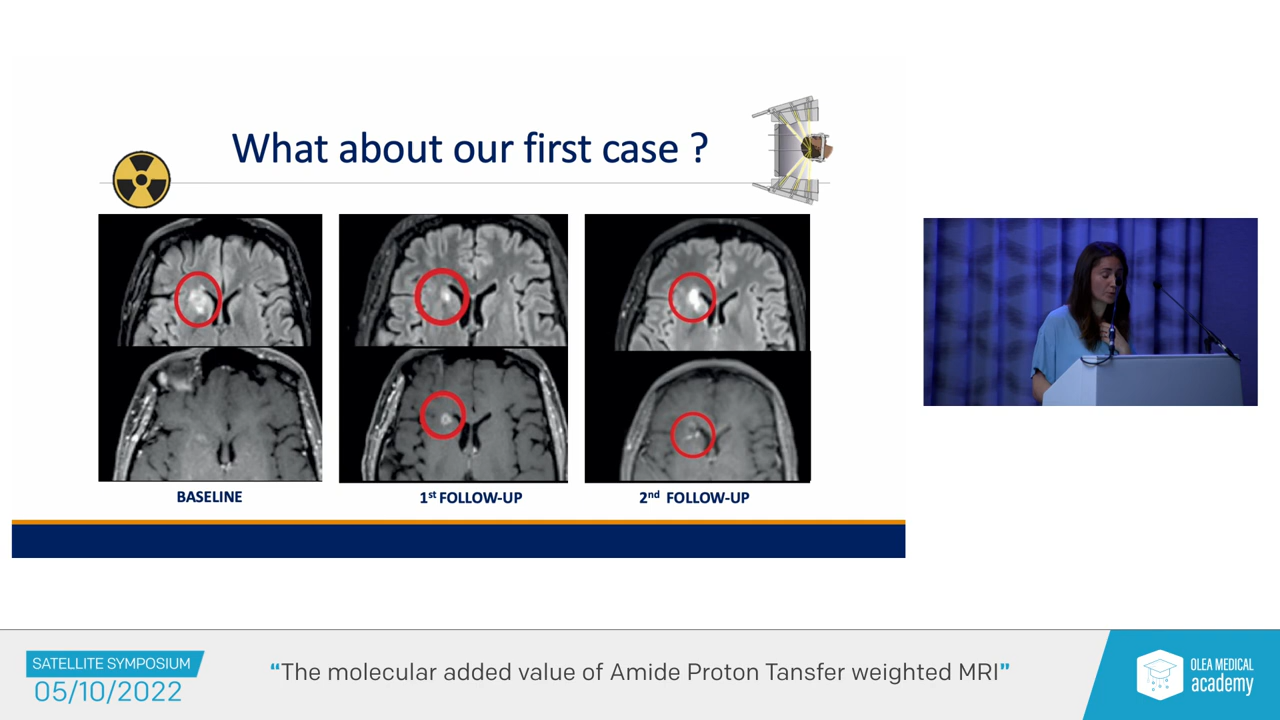 What about our first case ?
BASELINE
1st FOLLOW-UP
2nd FOLLOW-UP
SATELLITE SYMPOSIUM
05/10/2022
“The molecular added value of Amide Proton Tansfer weighted MRI”
OLEA MEDICAL
academy